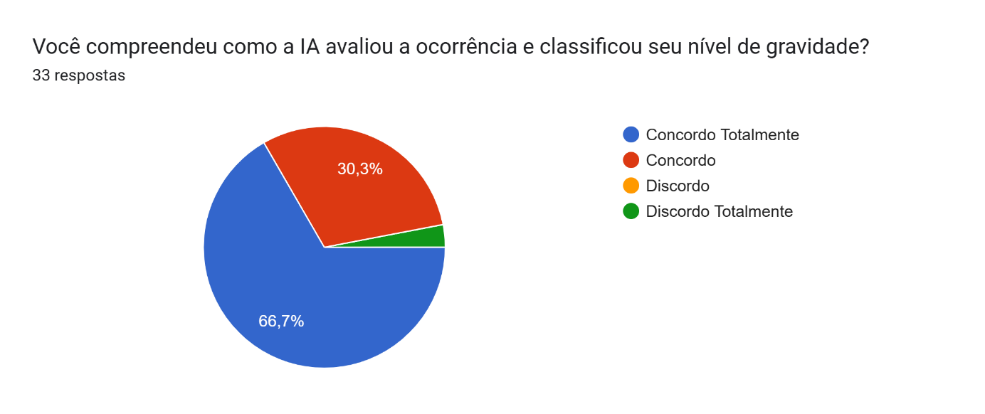 Você compreendeu como a IA avaliou a ocorrência e classificou seu nível de gravidade?
33 respostas
30,3%
66,7%
Concordo Totalmente
Concordo
Discordo
Discordo Totalmente